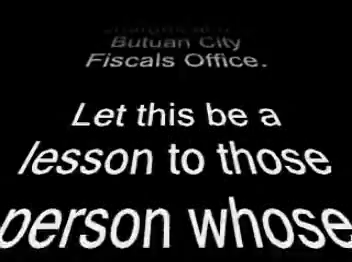 Butuan City
Fiscals Office.
Let this be a
lesson to those
person whose